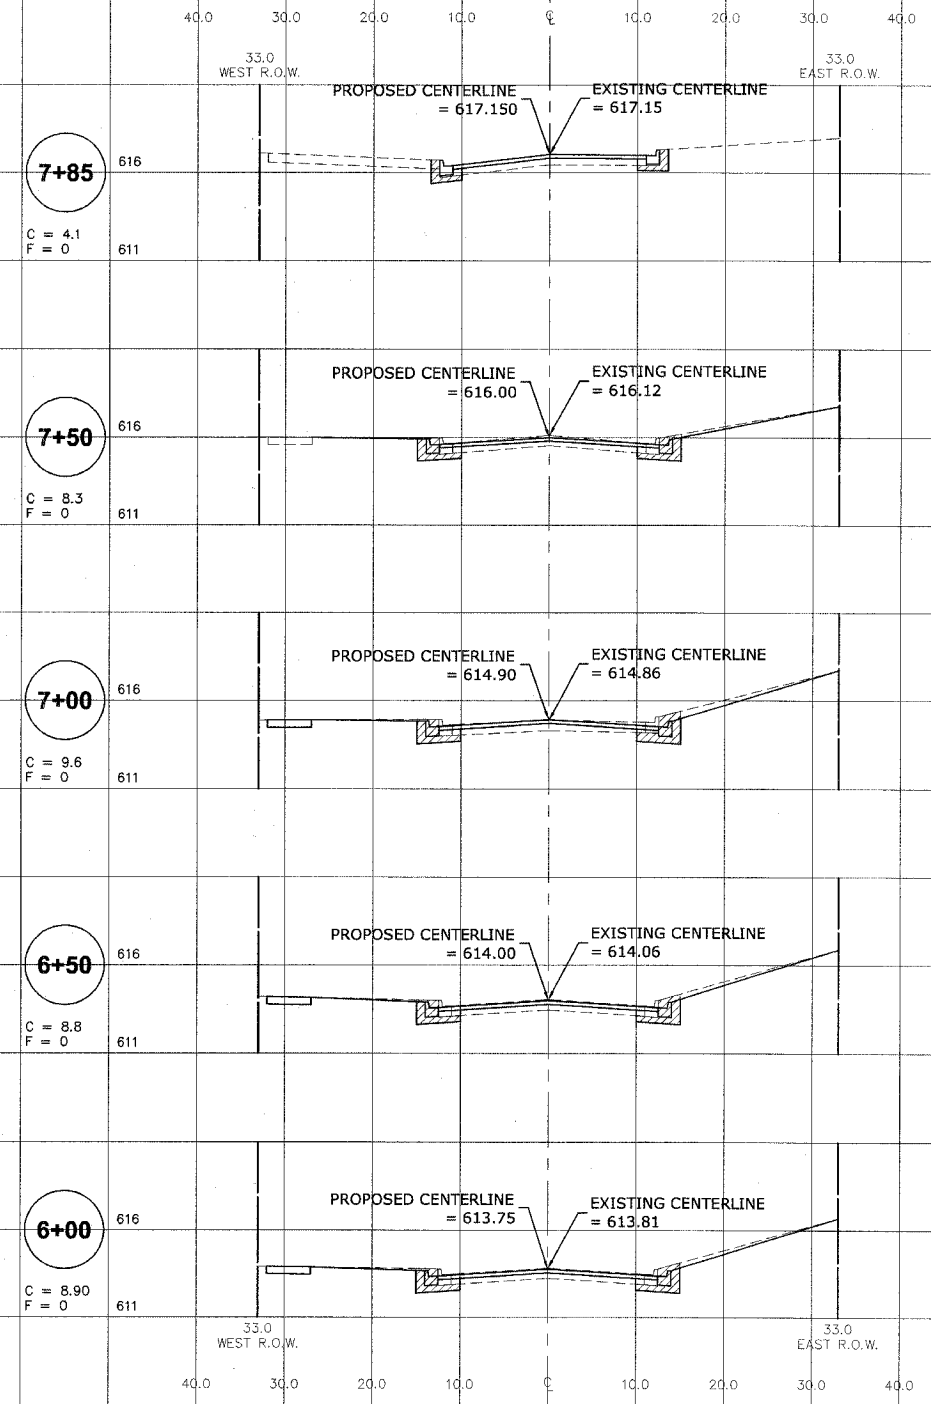 40.0 30.0 20.0 10.0 ℄ 10.0 20.0 30.0 40.0
33.0
WEST R.O.W.
33.0
EAST R.O.W.
PROPOSED CENTERLINE
= 617.150
EXISTING CENTERLINE
= 617.15
7+85
616
C = 4.1
F = 0
611
PROPOSED CENTERLINE
= 616.00
EXISTING CENTERLINE
= 616.12
7+50
616
C = 8.3
F = 0
611
PROPOSED CENTERLINE
= 614.90
EXISTING CENTERLINE
= 614.86
7+00
616
C = 9.6
F = 0
611
PROPOSED CENTERLINE
= 614.00
EXISTING CENTERLINE
= 614.06
6+50
616
C = 8.8
F = 0
611
PROPOSED CENTERLINE
= 613.75
EXISTING CENTERLINE
= 613.81
6+00
616
C = 8.90
F = 0
611
33.0
WEST R.O.W.
33.0
EAST R.O.W.
40.0 30.0 20.0 10.0 ℄ 10.0 20.0 30.0 40.0